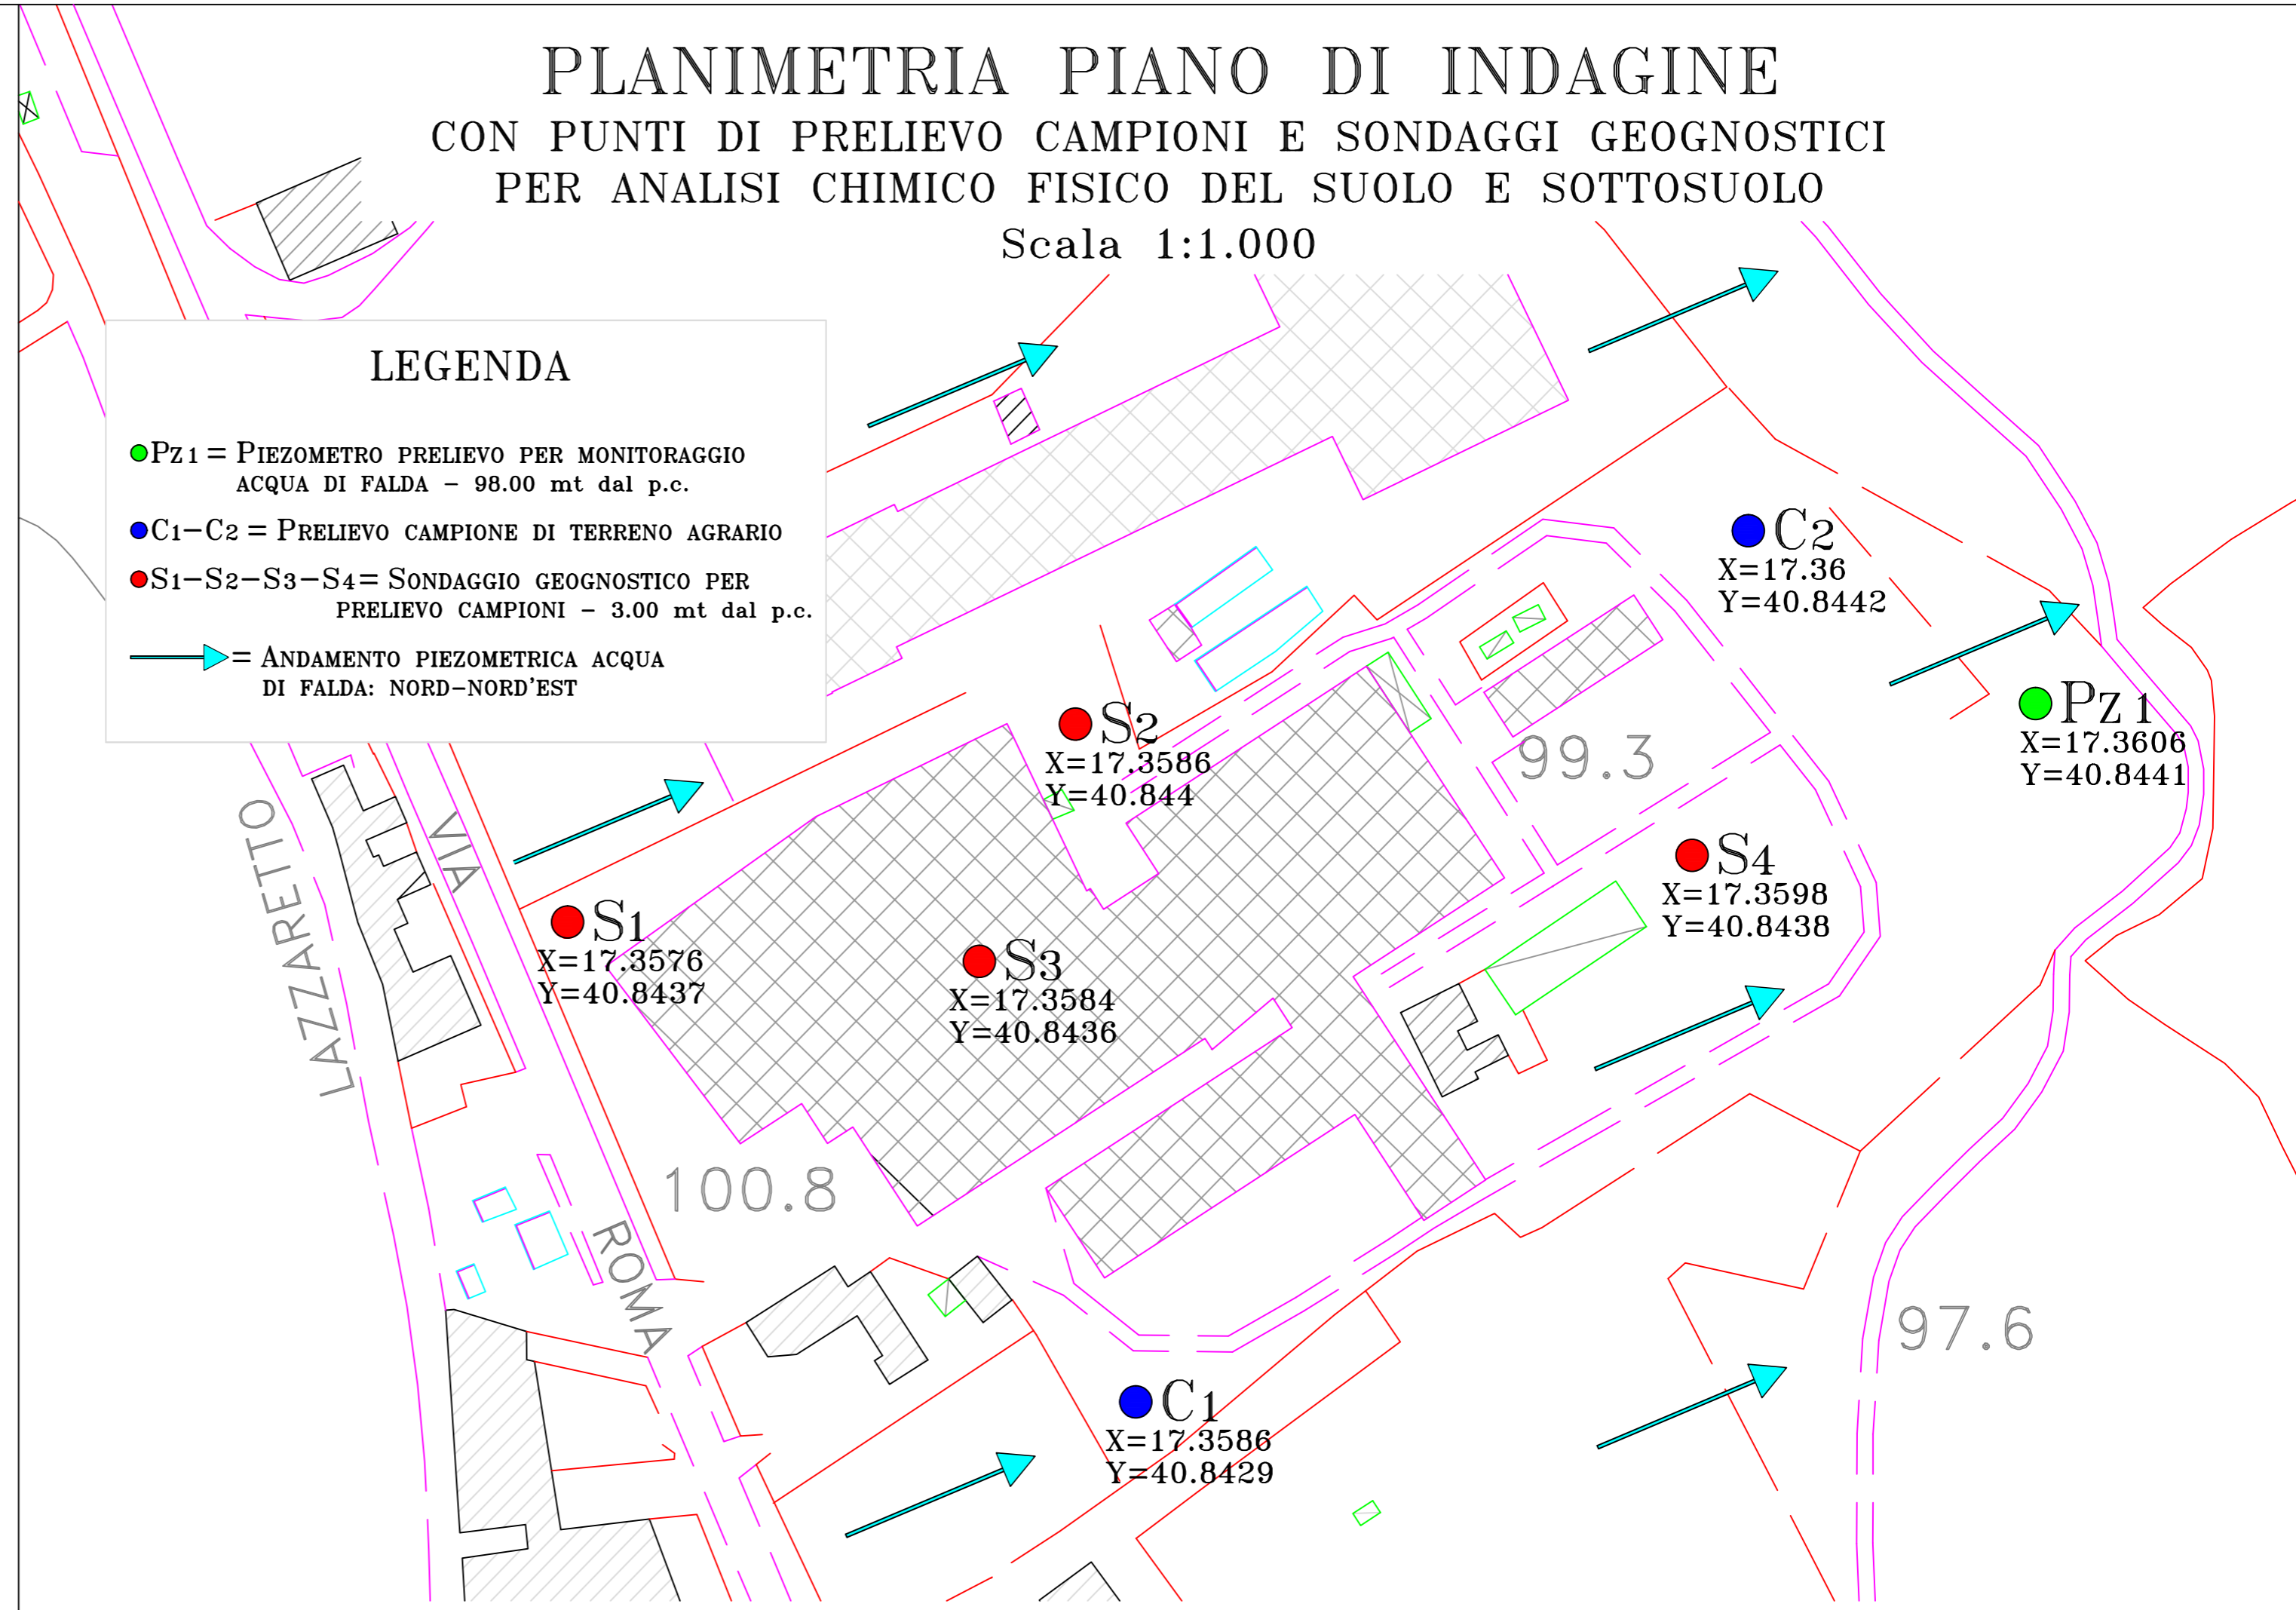 PLANIMETRIA PIANO DI INDAGINE
CON PUNTI DI PRELIEVO CAMPIONI E SONDAGGI GEOGNOSTICI
PER ANALISI CHIMICO FISICO DEL SUOLO E SOTTOSUOLO
Scala 1:1.000
LEGENDA
PZ 1 = PIEZOMETRO PRELIEVO PER MONITORAGGIO
ACQUA DI FALDA - 98.00 mt dal p.c.
C1-C2 = PRELIEVO CAMPIONE DI TERRENO AGRARIO
S1-S2-S3-S4= SONDAGGIO GEOGNOSTICO PER
PRELIEVO CAMPIONI - 3.00 mt dal p.c.
= ANDAMENTO PIEZOMETRICA ACQUA
DI FALDA: NORD-NORD'EST
C2
X=17.36
Y=40.8442
PZ 1
X=17.3606
Y=40.8441
S2
X=17.3586
Y=40.844
99.3
S4
X=17.3598
Y=40.8438
LAZZARETTO
VIA
S1
X=17.3576
Y=40.8437
S3
X=17.3584
Y=40.8436
100.8
ROMA
97.6
C1
X=17.3586
Y=40.8429